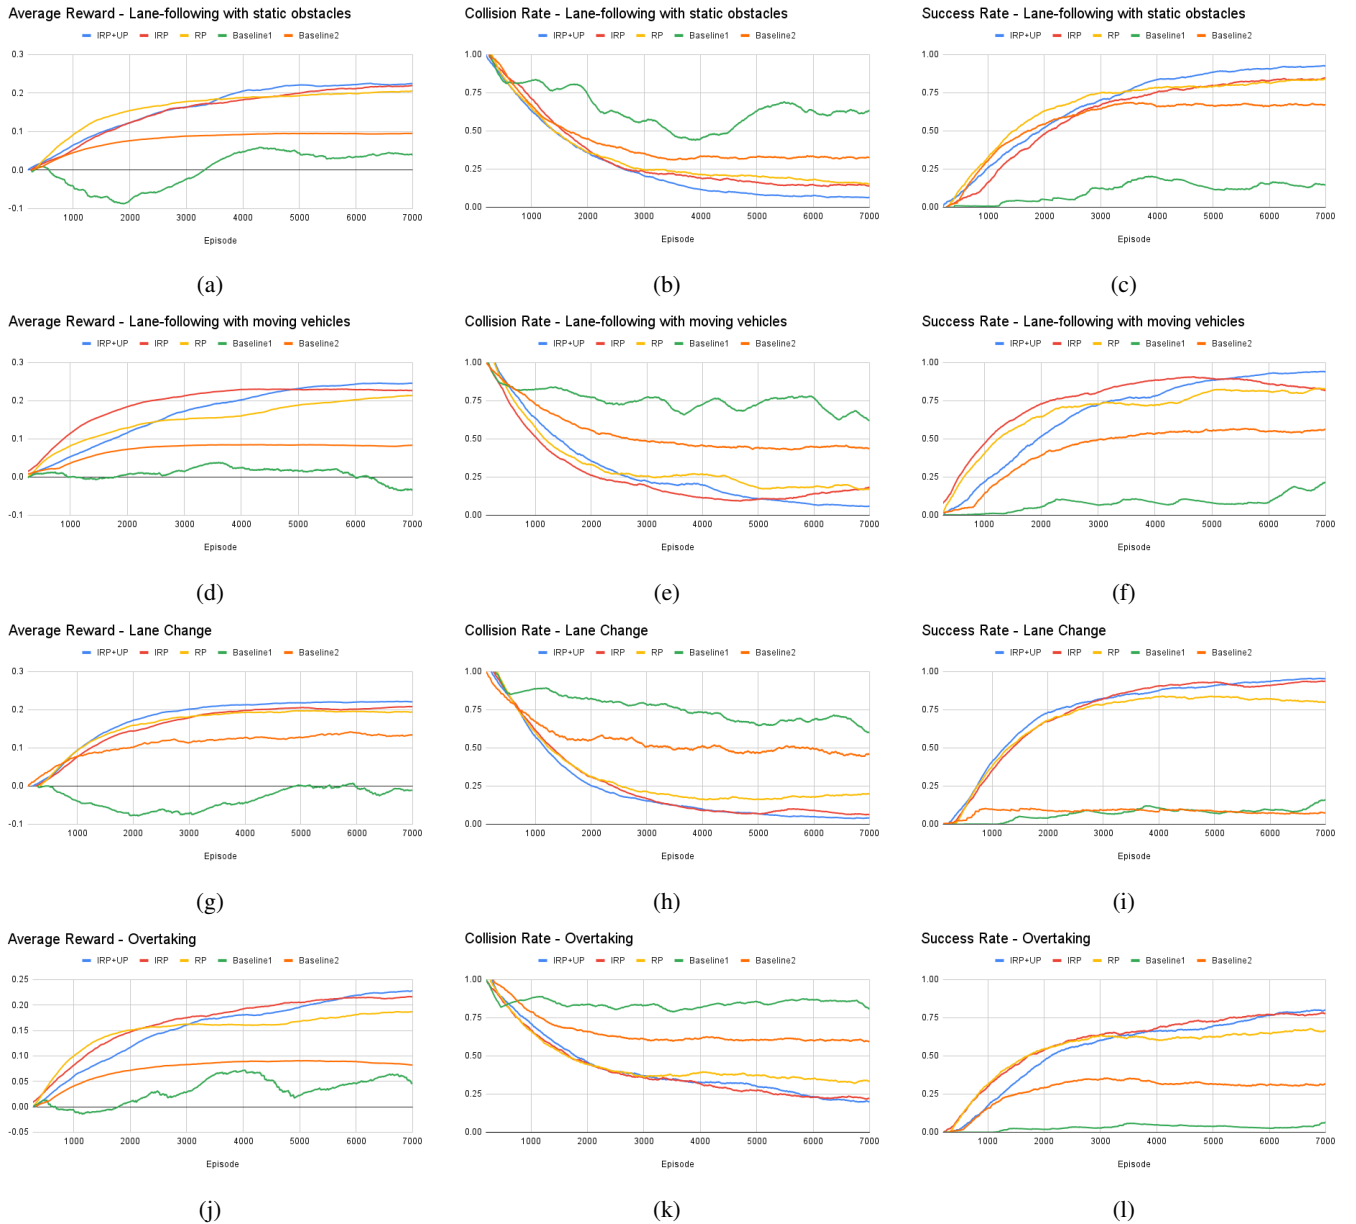 Average Reward - Lane-following with static obstacles
IRP+UP IRP RP Baseline1 Baseline2
0.3
0.2
0.1
0.0
-0.1
1000 2000 3000 4000 5000 6000 7000
Episode
(a)
Collision Rate - Lane-following with static obstacles
IRP+UP IRP RP Baseline1 Baseline2
1.00
0.75
0.50
0.25
0.00
1000 2000 3000 4000 5000 6000 7000
Episode
(b)
Success Rate - Lane-following with static obstacles
IRP+UP IRP RP Baseline1 Baseline2
1.00
0.75
0.50
0.25
0.00
1000 2000 3000 4000 5000 6000 7000
Episode
(c)
Average Reward - Lane-following with moving vehicles
IRP+UP IRP RP Baseline1 Baseline2
0.3
0.2
0.1
0.0
-0.1
1000 2000 3000 4000 5000 6000 7000
Episode
(d)
Collision Rate - Lane-following with moving vehicles
IRP+UP IRP RP Baseline1 Baseline2
1.00
0.75
0.50
0.25
0.00
1000 2000 3000 4000 5000 6000 7000
Episode
(e)
Success Rate - Lane-following with moving vehicles
IRP+UP IRP RP Baseline1 Baseline2
1.00
0.75
0.50
0.25
0.00
1000 2000 3000 4000 5000 6000 7000
Episode
(f)
Average Reward - Lane Change
IRP+UP IRP RP Baseline1 Baseline2
0.3
0.2
0.1
0.0
-0.1
1000 2000 3000 4000 5000 6000 7000
Episode
(g)
Collision Rate - Lane Change
IRP+UP IRP RP Baseline1 Baseline2
1.00
0.75
0.50
0.25
0.00
1000 2000 3000 4000 5000 6000 7000
Episode
(h)
Success Rate - Lane Change
IRP+UP IRP RP Baseline1 Baseline2
1.00
0.75
0.50
0.25
0.00
1000 2000 3000 4000 5000 6000 7000
Episode
(i)
Average Reward - Overtaking
IRP+UP IRP RP Baseline1 Baseline2
0.25
0.20
0.15
0.10
0.05
0.00
-0.05
1000 2000 3000 4000 5000 6000 7000
Episode
(j)
Collision Rate - Overtaking
IRP+UP IRP RP Baseline1 Baseline2
1.00
0.75
0.50
0.25
0.00
1000 2000 3000 4000 5000 6000 7000
Episode
(k)
Success Rate - Overtaking
IRP+UP IRP RP Baseline1 Baseline2
1.00
0.75
0.50
0.25
0.00
1000 2000 3000 4000 5000 6000 7000
Episode
(l)